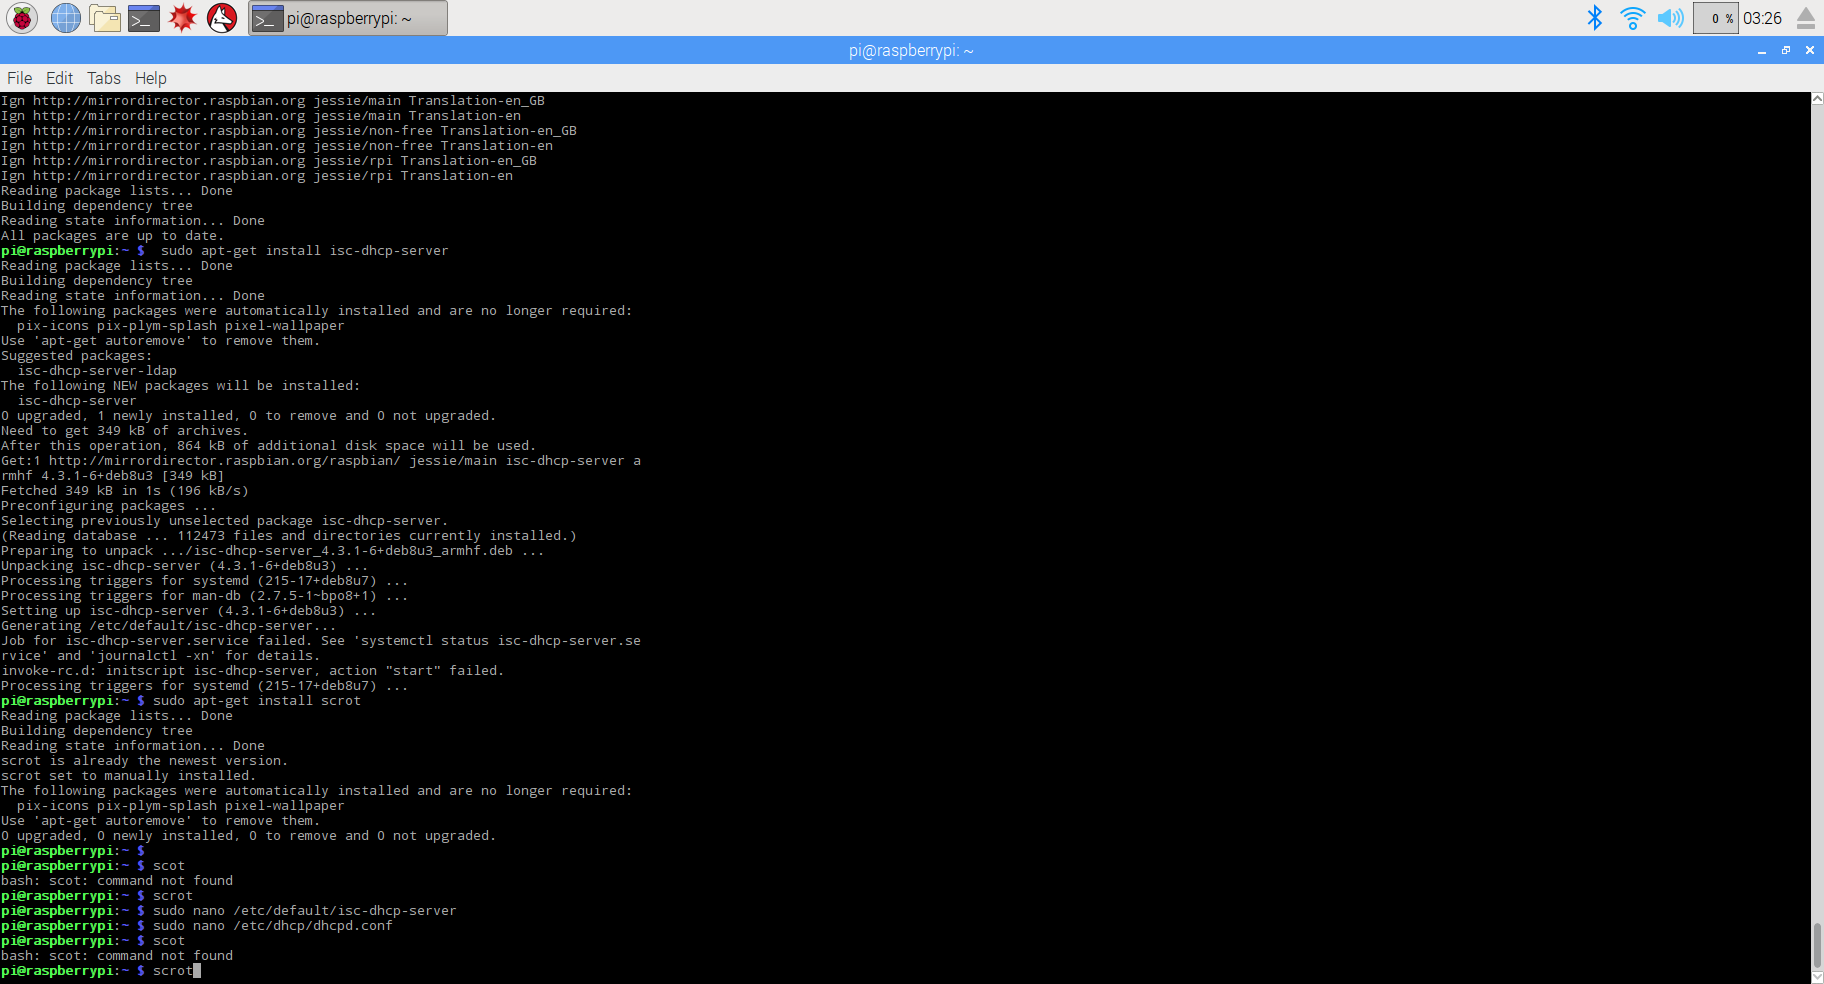 pi@raspberrypi: ~
0 %
03:26
pi@raspberrypi: ~
File Edit Tabs Help
Ign http://mirrordirector.raspbian.org jessie/main Translation-en_GB
Ign http://mirrordirector.raspbian.org jessie/main Translation-en
Ign http://mirrordirector.raspbian.org jessie/non-free Translation-en_GB
Ign http://mirrordirector.raspbian.org jessie/non-free Translation-en
Ign http://mirrordirector.raspbian.org jessie/rpi Translation-en_GB
Ign http://mirrordirector.raspbian.org jessie/rpi Translation-en
Reading package lists... Done
Building dependency tree
Reading state information... Done
All packages are up to date.
pi@raspberrypi:~ $  sudo apt-get install isc-dhcp-server
Reading package lists... Done
Building dependency tree
Reading state information... Done
The following packages were automatically installed and are no longer required:
  pix-icons pix-plym-splash pixel-wallpaper
Use 'apt-get autoremove' to remove them.
Suggested packages:
  isc-dhcp-server-ldap
The following NEW packages will be installed:
  isc-dhcp-server
0 upgraded, 1 newly installed, 0 to remove and 0 not upgraded.
Need to get 349 kB of archives.
After this operation, 864 kB of additional disk space will be used.
Get:1 http://mirrordirector.raspbian.org/raspbian/ jessie/main isc-dhcp-server a
rmhf 4.3.1-6+deb8u3 [349 kB]
Fetched 349 kB in 1s (196 kB/s)
Preconfiguring packages ...
Selecting previously unselected package isc-dhcp-server.
(Reading database ... 112473 files and directories currently installed.)
Preparing to unpack .../isc-dhcp-server_4.3.1-6+deb8u3_armhf.deb ...
Unpacking isc-dhcp-server (4.3.1-6+deb8u3) ...
Processing triggers for systemd (215-17+deb8u7) ...
Processing triggers for man-db (2.7.5-1~bpo8+1) ...
Setting up isc-dhcp-server (4.3.1-6+deb8u3) ...
Generating /etc/default/isc-dhcp-server...
Job for isc-dhcp-server.service failed. See 'systemctl status isc-dhcp-server.se
rvice' and 'journalctl -xn' for details.
invoke-rc.d: initscript isc-dhcp-server, action "start" failed.
Processing triggers for systemd (215-17+deb8u7) ...
pi@raspberrypi:~ $ sudo apt-get install scrot
Reading package lists... Done
Building dependency tree
Reading state information... Done
scrot is already the newest version.
scrot set to manually installed.
The following packages were automatically installed and are no longer required:
  pix-icons pix-plym-splash pixel-wallpaper
Use 'apt-get autoremove' to remove them.
0 upgraded, 0 newly installed, 0 to remove and 0 not upgraded.
pi@raspberrypi:~ $
pi@raspberrypi:~ $ scot
bash: scot: command not found
pi@raspberrypi:~ $ scrot
pi@raspberrypi:~ $ sudo nano /etc/default/isc-dhcp-server
pi@raspberrypi:~ $ sudo nano /etc/dhcp/dhcpd.conf
pi@raspberrypi:~ $ scot
bash: scot: command not found
pi@raspberrypi:~ $ scrot